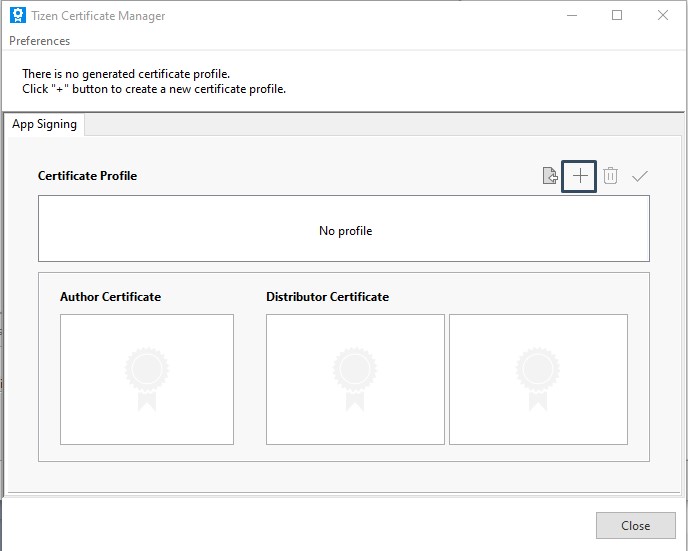 Tizen Certificate Manager
Preferences
There is no generated certificate profile.
Click "+" button to create a new certificate profile.
App Signing
Certificate Profile
No profile
Author Certificate
Distributor Certificate
Close